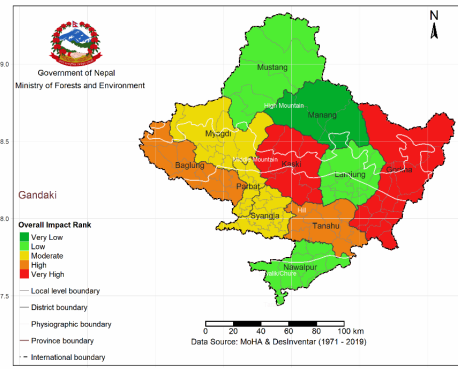 N
Government of Nepal
Ministry of Forests and Environment
9.0
8.5
8.0
7.5
Mustang
High Mountain
Manang
Myagdi
Baglung
Kaski
Lamjung
Parbat
Syangja
Hill
Tanahu
Nawalpur
Gandaki
Overall Impact Rank
Very Low
Low
Moderate
High
Very High
Local level boundary
District boundary
Physiographic boundary
Province boundary
International boundary
0 20 40 60 80 100 km
Data Source: MoHA & DesInventar (1971 - 2019)